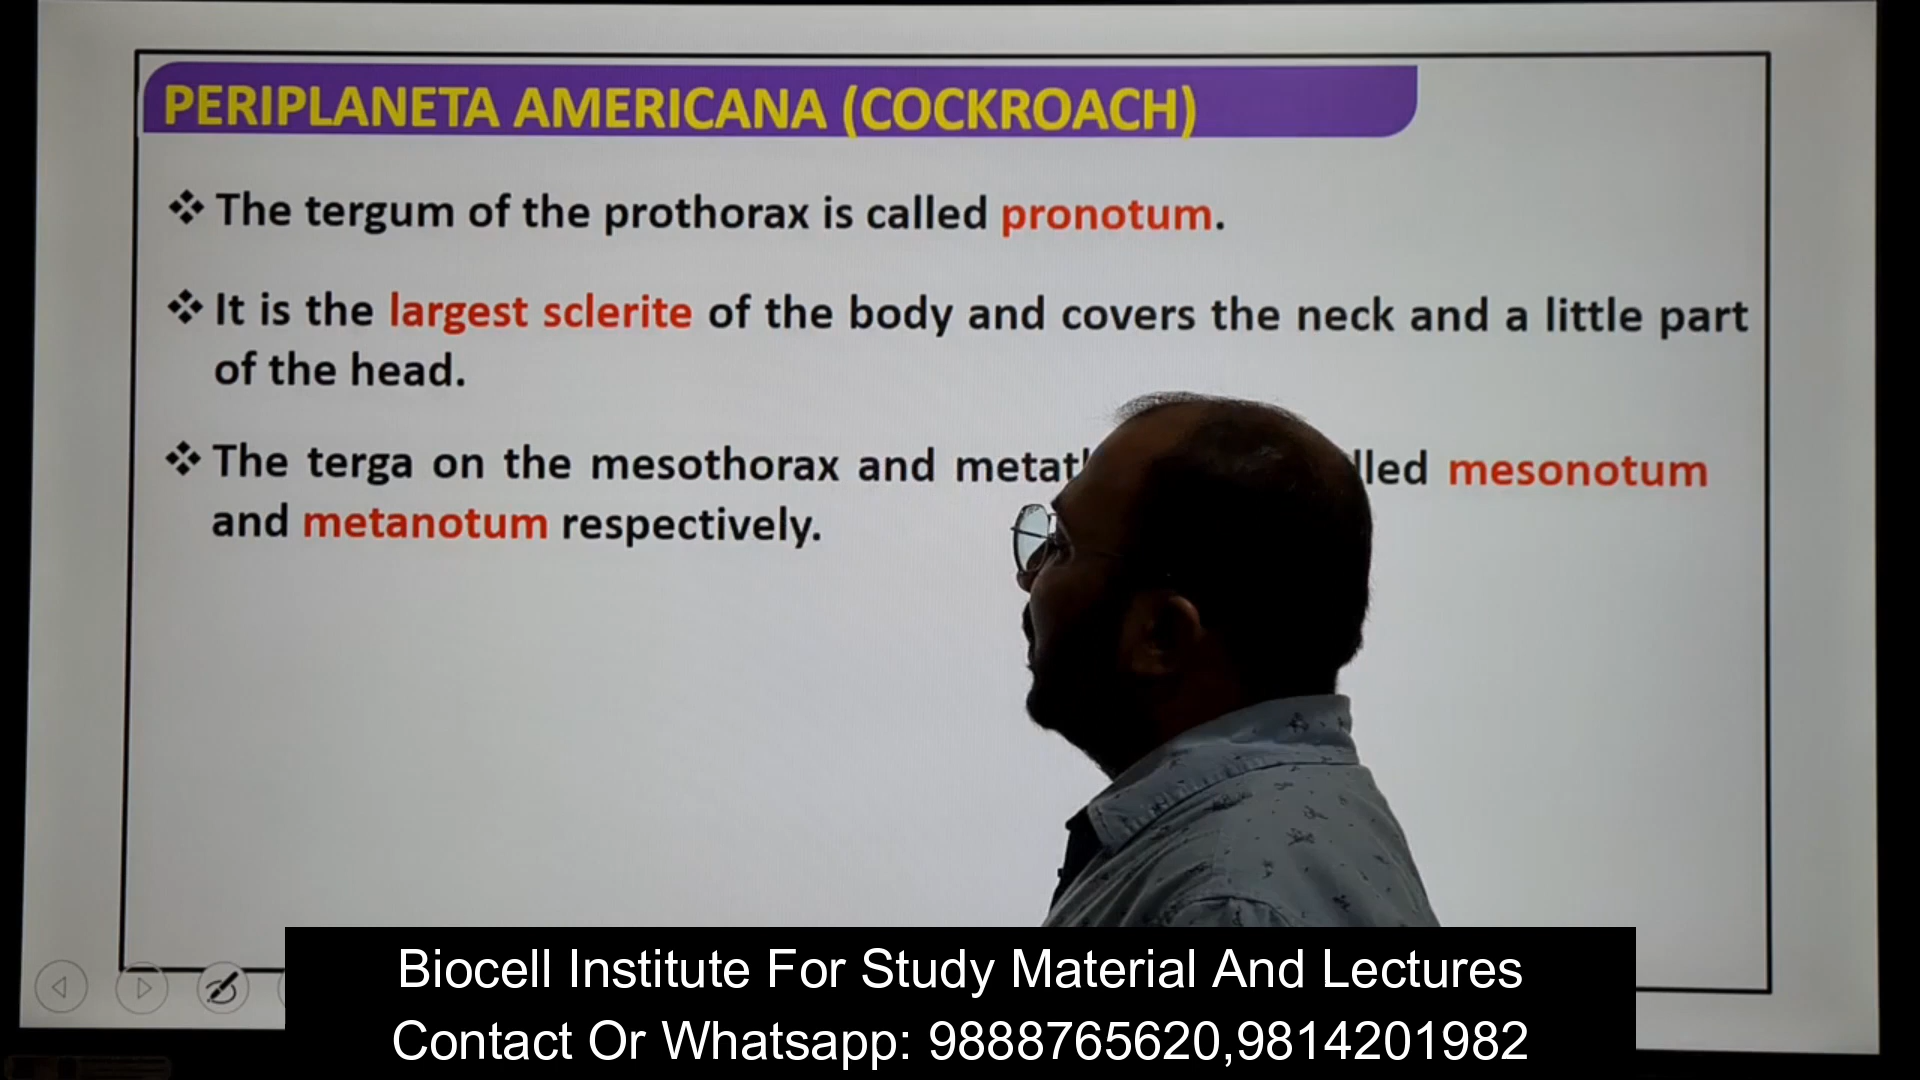 PERIPLANETA AMERICANA (COCKROACH)
❖ The tergum of the prothorax is called pronotum.
❖ It is the largest sclerite of the body and covers the neck and a little part
of the head.
❖ The terga on the mesothorax and mesonotum
and metanotum respectively.
Biocell Institute For Study Material And Lectures
Contact Or Whatsapp: 9888765620,9814201982